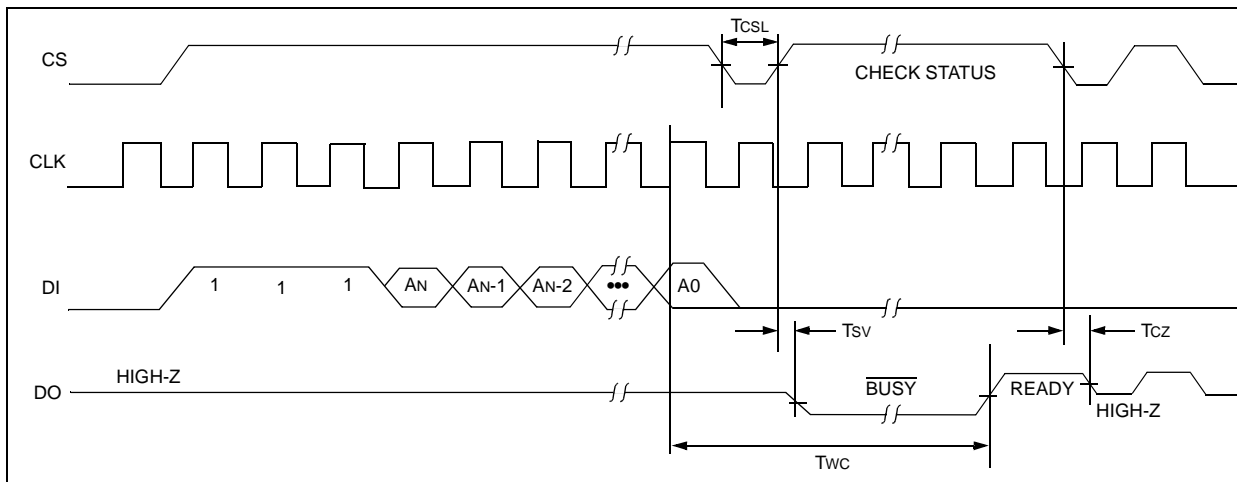 TCSL
CS
CHECK STATUS
CLK
DI
1 1 1 AN AN-1 AN-2 ••• A0
TSV
TCZ
HIGH-Z
DO
BUSY
READY
HIGH-Z
TWC